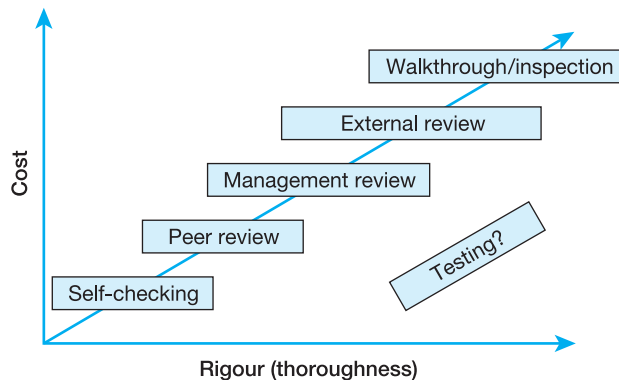 Walkthrough/inspection
External review
Management review
Peer review
Self-checking
Testing?
Cost
Rigour (thoroughness)